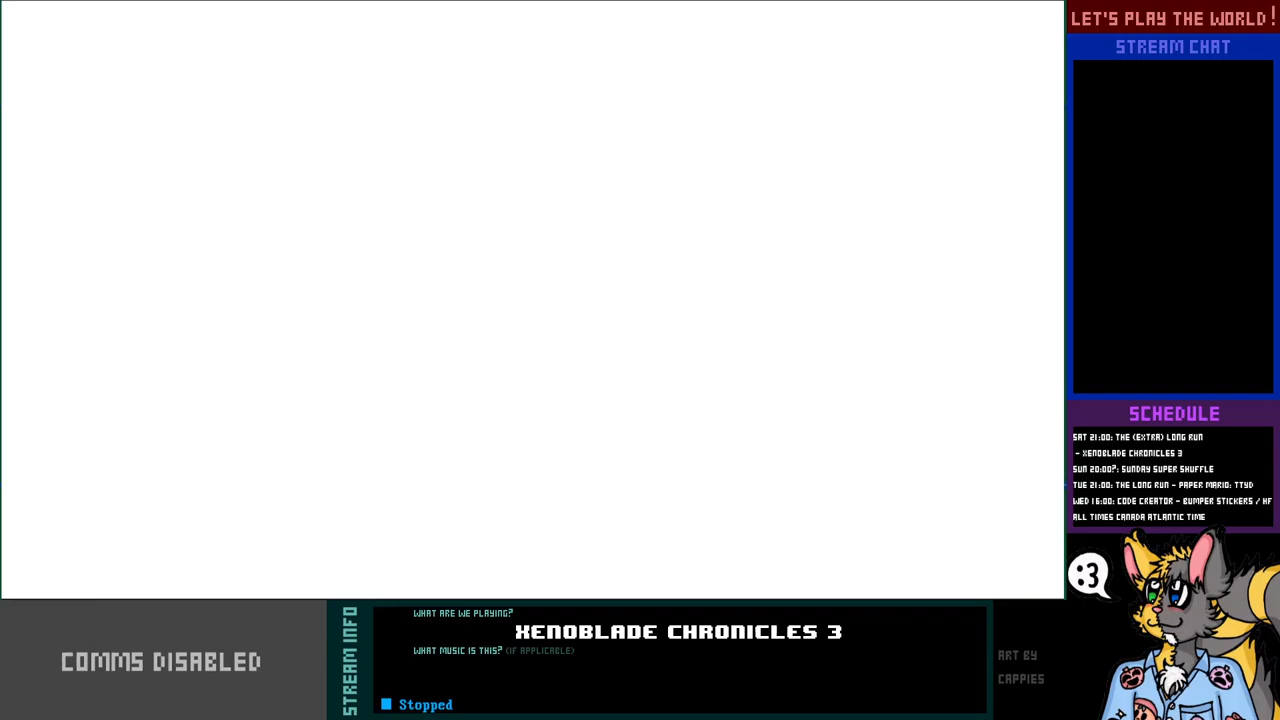 LET'S PLAY THE WORLD!
STREAM CHAT
SCHEDULE
SAT 21:00: THE (EXTRA) LONG RUN
- XENOBLADE CHRONICLES 3
SUN 20:00?: SUNDAY SUPER SHUFFLE
TUE 21:00: THE LONG RUN - PAPER MARIO: TTYD
WED 16:00: CODE CREATOR - BUMPER STICKERS / HF
ALL TIMES CANADA ATLANTIC TIME
:3
COMMS DISABLED
STREAM INFO
WHAT ARE WE PLAYING?
XENOBLADE CHRONICLES 3
WHAT MUSIC IS THIS? (IF APPLICABLE)
Stopped
ART BY
CAPPIES